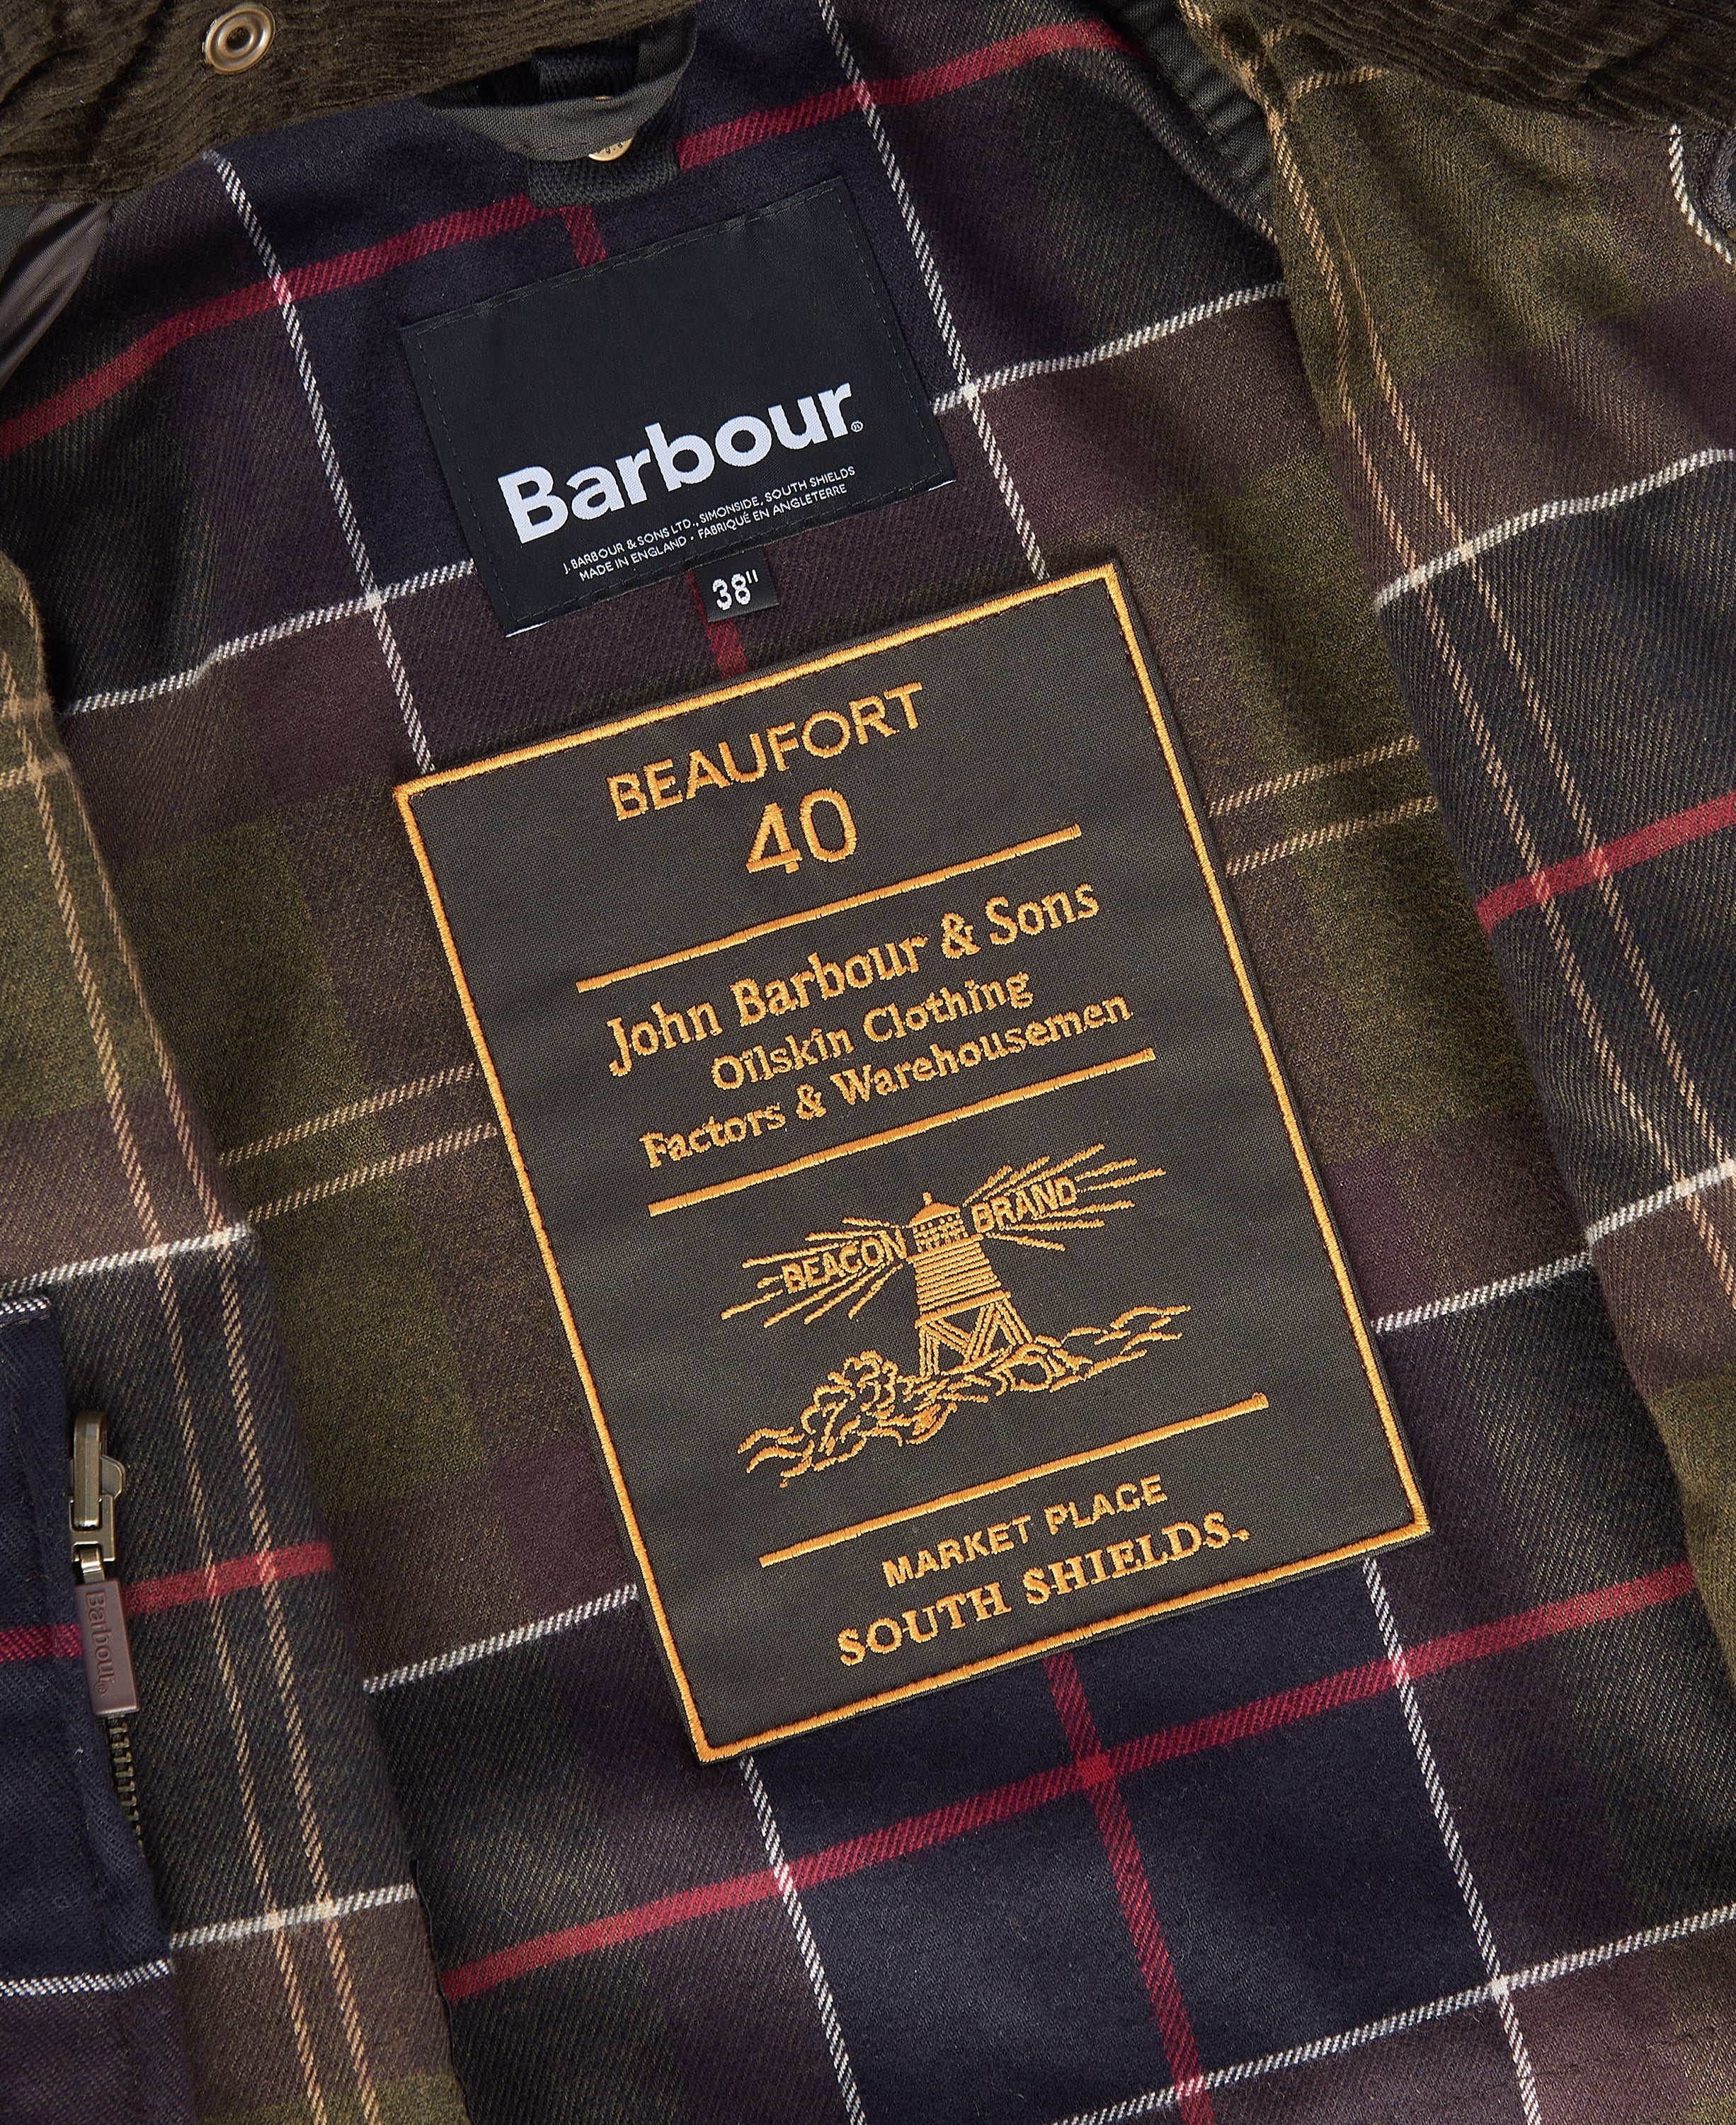 Barbour®
J. BARBOUR & SONS LTD., SIMONSIDE, SOUTH SHIELDS
MADE IN ENGLAND • FABRIQUÉ EN ANGLETERRE
38"
BEAUFORT
40
John Barbour & Sons
Oilskin Clothing
Factors & Warehousemen
BEACON BRAND
MARKET PLACE
SOUTH SHIELDS.
Barbour®